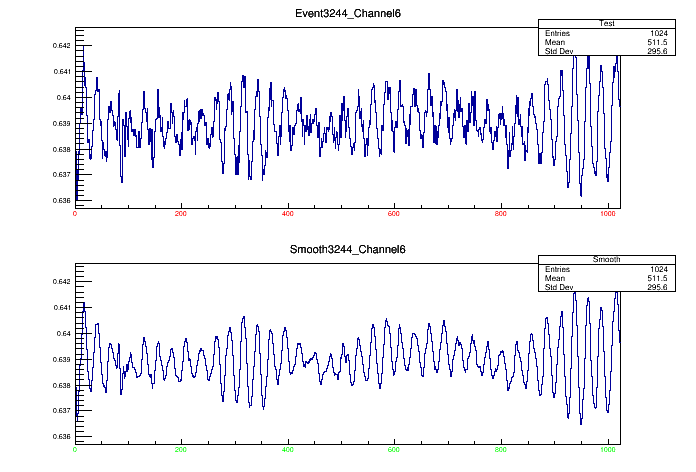 Event3244_Channel6
Test
Entries 1024
Mean 511.5
Std Dev 295.6
0.642
0.641
0.64
0.639
0.638
0.637
0.636
0 200 400 600 800 1000
Smooth3244_Channel6
Smooth
Entries 1024
Mean 511.5
Std Dev 295.6
0.642
0.641
0.64
0.639
0.638
0.637
0.636
0 200 400 600 800 1000